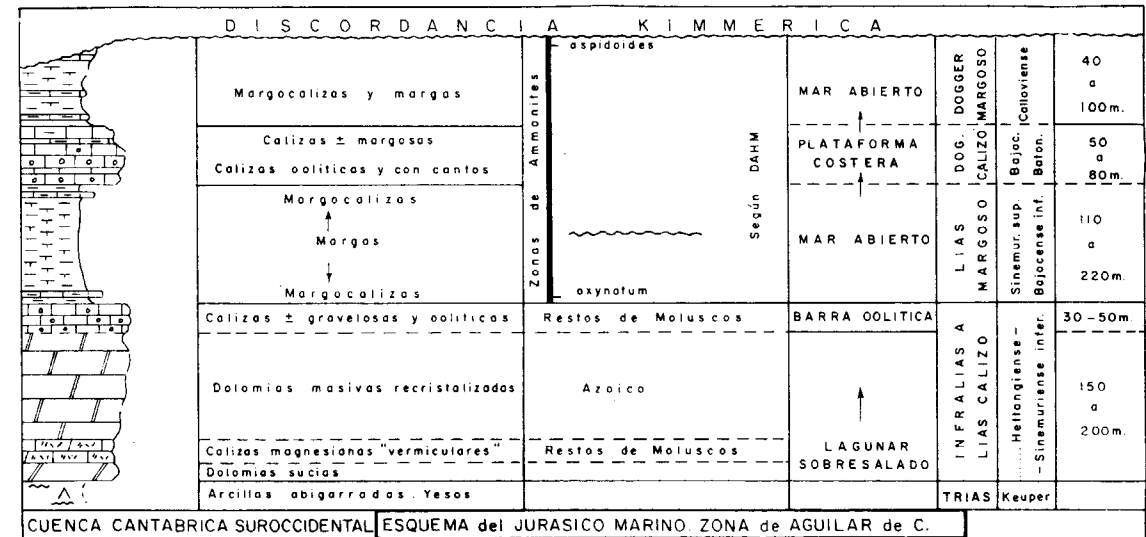 DISCORDANCIA KIMMERICA
aspidoides
Margocalizas y margas
MAR ABIERTO
DOGGER MARGOSO
Calloviense
40 a 100m.
Calizas ± margosas
Calizas ooliticas y con cantos
PLATAFORMA COSTERA
DOG. CALIZO
Bajoc. Baton.
50 a 80m.
Margocalizas
Margas
Margocalizas
Zonas de Ammonites
Según DAHM
oxynotum
MAR ABIERTO
LIAS MARGOSO
Sinemur. sup. Bajocense inf.
110 a 220m.
Calizas ± gravelosas y ooliticas
Restos de Moluscos
BARRA OOLITICA
30-50m.
Dolomias masivas recristalizadas
Azoico
INFRALIAS A LIAS CALIZO
Hettangiense - - Sinemuriense infer.
150 a 200m.
Calizas magnesianas "vermiculares"
Restos de Moluscos
LAGUNAR SOBRESALADO
Dolomias sucias
Arcillas abigarradas. Yesos
TRIAS
Keuper
CUENCA CANTABRICA SUROCCIDENTAL
ESQUEMA del JURASICO MARINO. ZONA de AGUILAR de C.